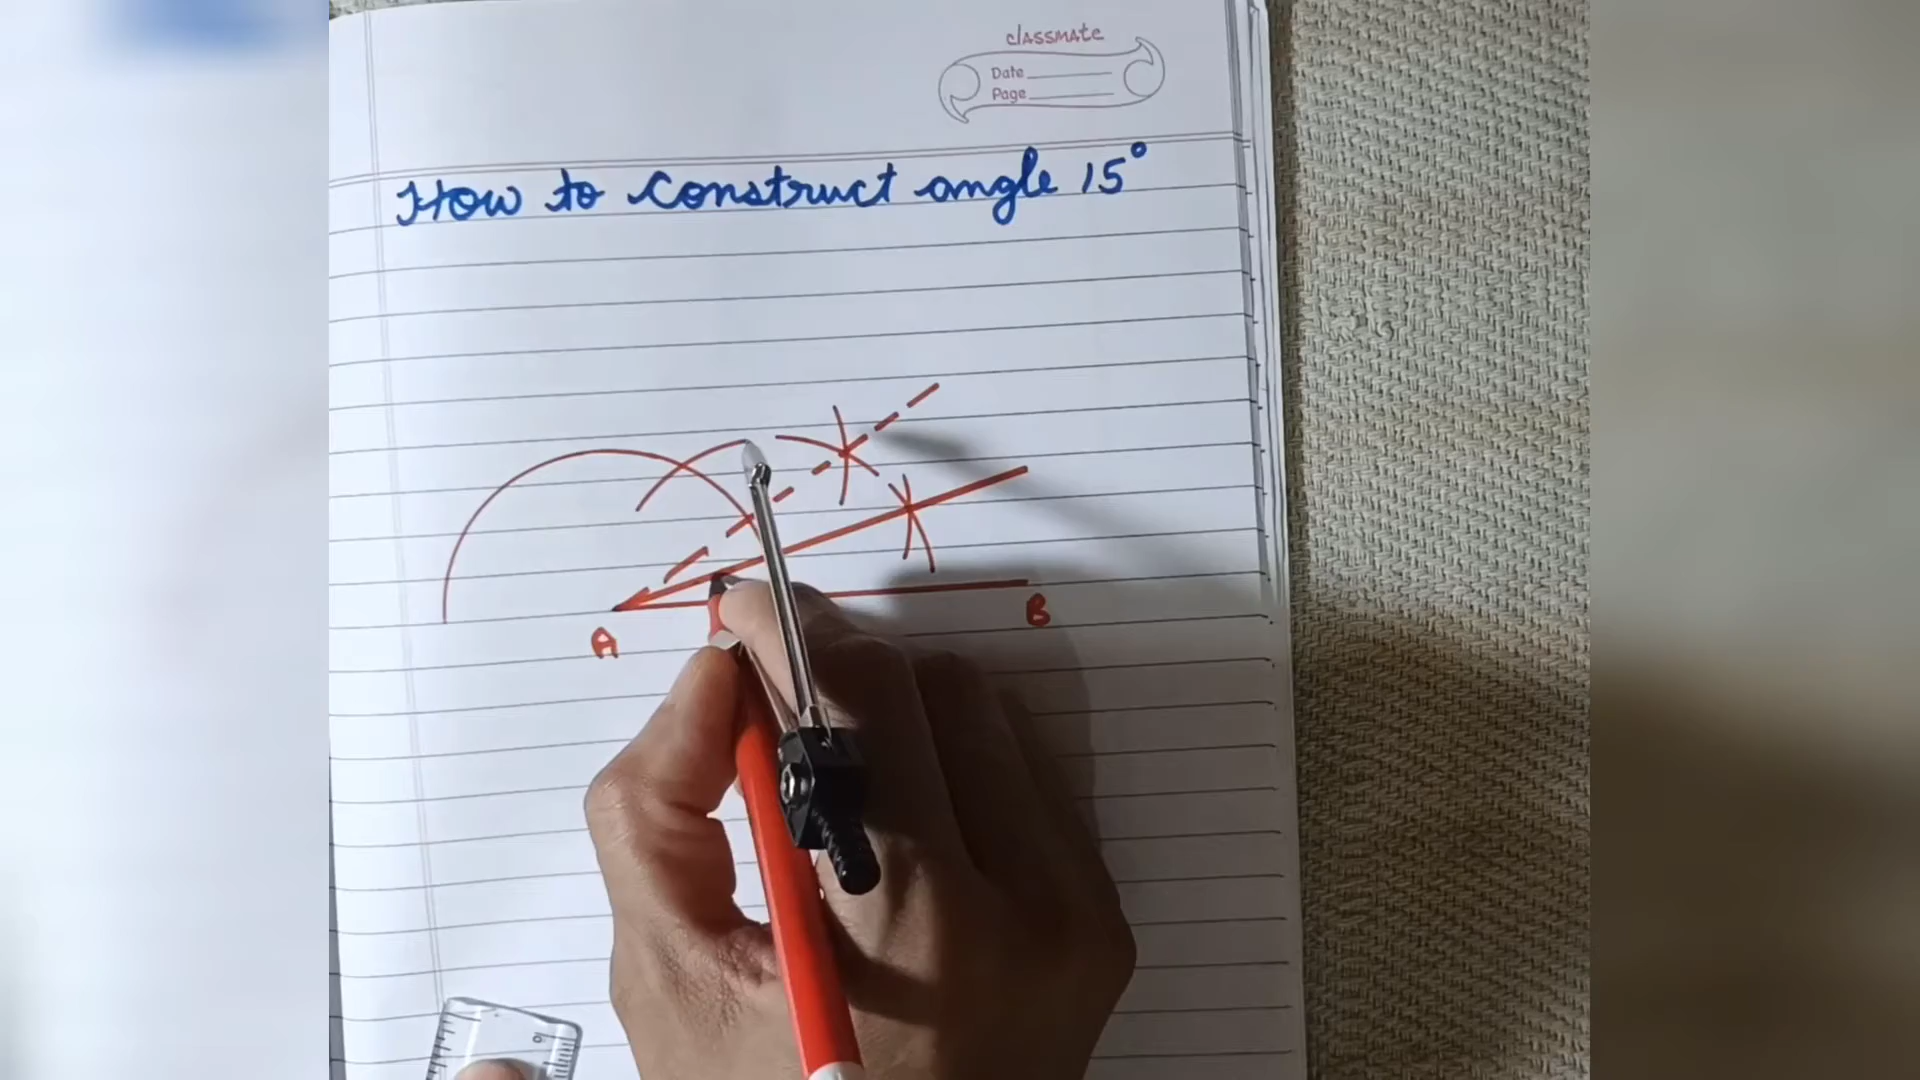 classmate
Date
Page
How to construct angle 15°
A
B